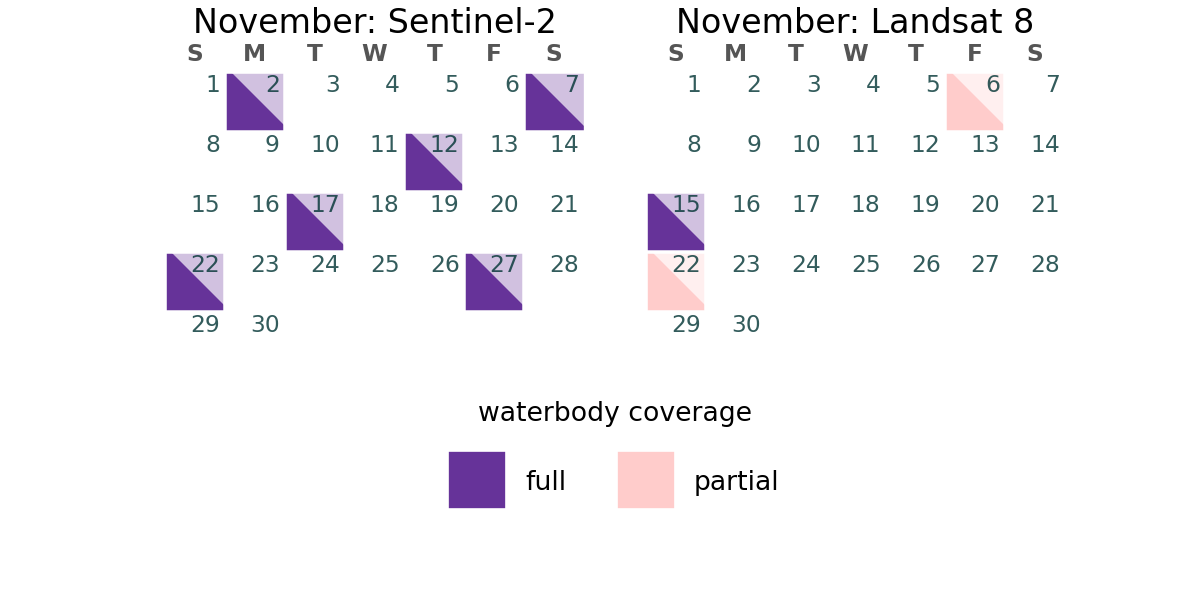 November: Sentinel-2
S M T W T F S
1 2 3 4 5 6 7
8 9 10 11 12 13 14
15 16 17 18 19 20 21
22 23 24 25 26 27 28
29 30
November: Landsat 8
S M T W T F S
1 2 3 4 5 6 7
8 9 10 11 12 13 14
15 16 17 18 19 20 21
22 23 24 25 26 27 28
29 30
waterbody coverage
full
partial